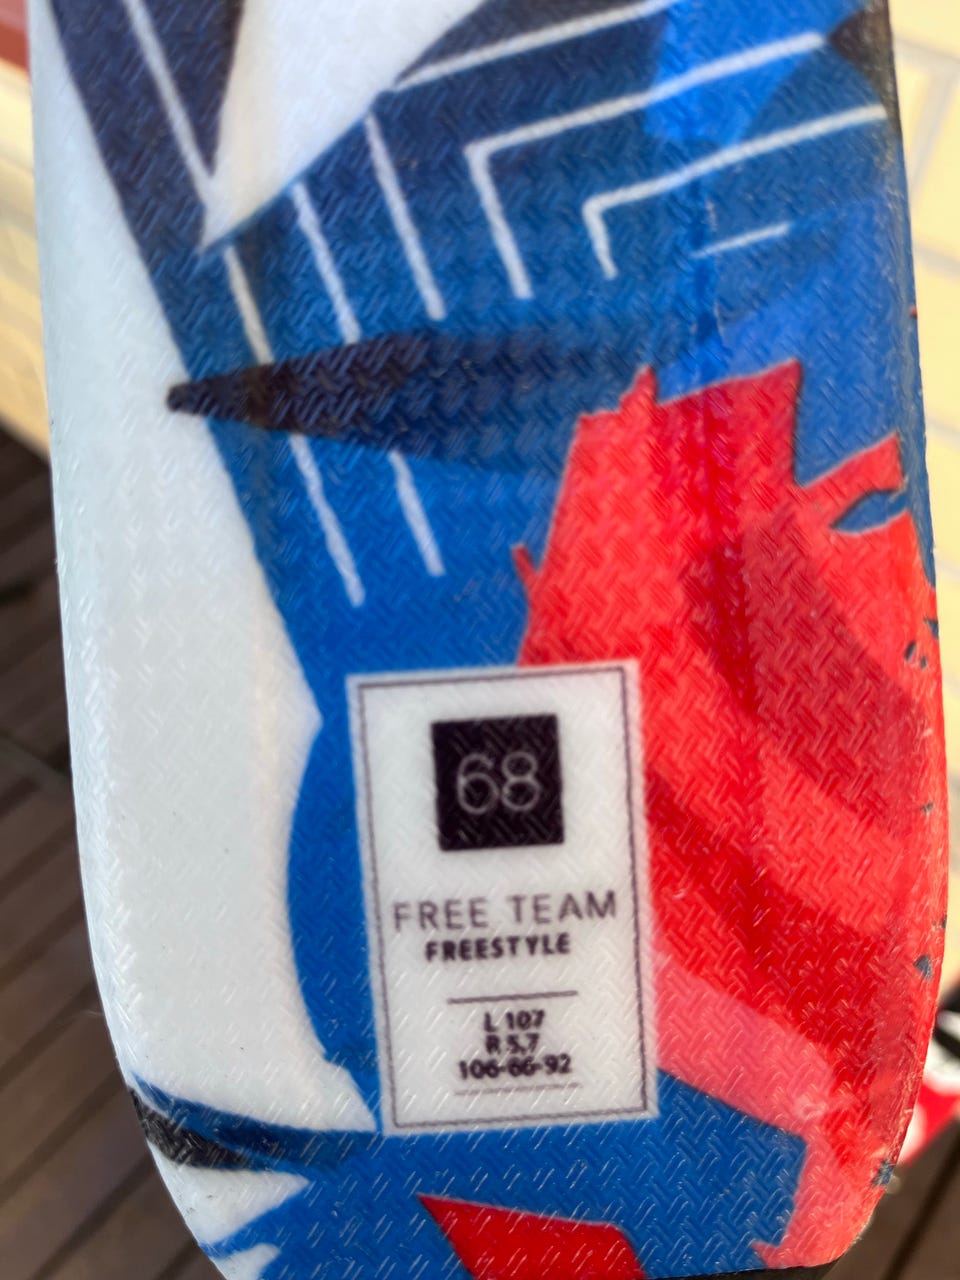 68
FREE TEAM
FREESTYLE
L 107
R 5,7
106-66-92